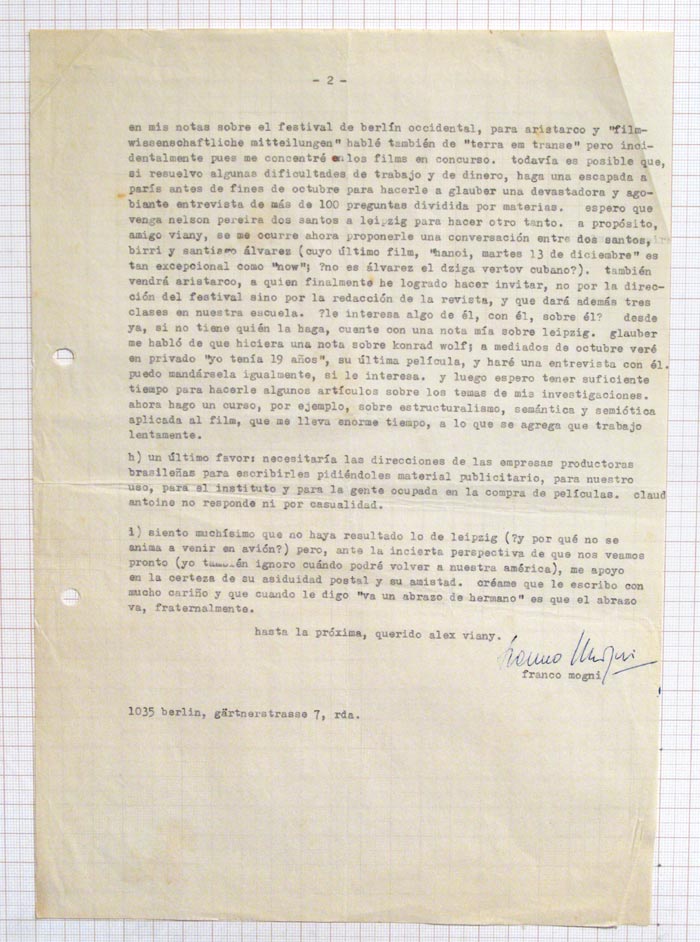 - 2 -
en mis notas sobre el festival de berlín occidental, para aristarco y "film-
wissenschaftliche mitteilungen" hablé también de "terra em transe" pero inci-
dentalmente pues me concentré en los films en concurso. todavía es posible que,
si resuelvo algunas dificultades de trabajo y de dinero, haga una escapada a
parís antes de fines de octubre para hacerle a glauber una devastadora y ago-
biante entrevista de más de 100 preguntas dividida por materias. espero que
venga nelson pereira dos santos a leipzig para hacer otro tanto. a propósito,
amigo viany, se me ocurre ahora proponerle una conversación entre dos santos,
birri y santiago álvarez (cuyo último film, "hanoi, martes 13 de diciembre" es
tan excepcional como "now"; ?no es álvarez el dziga vertov cubano?). también
vendrá aristarco, a quien finalmente he logrado hacer invitar, no por la direc-
ción del festival sino por la redacción de la revista, y que dará además tres
clases en nuestra escuela. ?le interesa algo de él, con él, sobre él? desde
ya, si no tiene quién la haga, cuente con una nota mía sobre leipzig. glauber
me habló de que hiciera una nota sobre konrad wolf; a mediados de octubre veré
en privado "yo tenía 19 años", su última película, y haré una entrevista con él.
puedo mandársela igualmente, si le interesa. y luego espero tener suficiente
tiempo para hacerle algunos artículos sobre los temas de mis investigaciones.
ahora hago un curso, por ejemplo, sobre estructuralismo, semántica y semiótica
aplicada al film, que me lleva enorme tiempo, a lo que se agrega que trabajo
lentamente.
h) un último favor: necesitaría las direcciones de las empresas productoras
brasileñas para escribirles pidiéndoles material publicitario, para nuestro
uso, para el instituto y para la gente ocupada en la compra de películas. claud
antoine no responde ni por casualidad.
i) siento muchísimo que no haya resultado lo de leipzig (?y por qué no se
anima a venir en avión?) pero, ante la incierta perspectiva de que nos veamos
pronto (yo también ignoro cuándo podré volver a nuestra américa), me apoyo
en la certeza de su asiduidad postal y su amistad. créame que le escribo con
mucho cariño y que cuando le digo "va un abrazo de hermano" es que el abrazo
va, fraternalmente.
hasta la próxima, querido alex viany.
Franco Mogni
franco mogni
1035 berlin, gärtnerstrasse 7, rda.